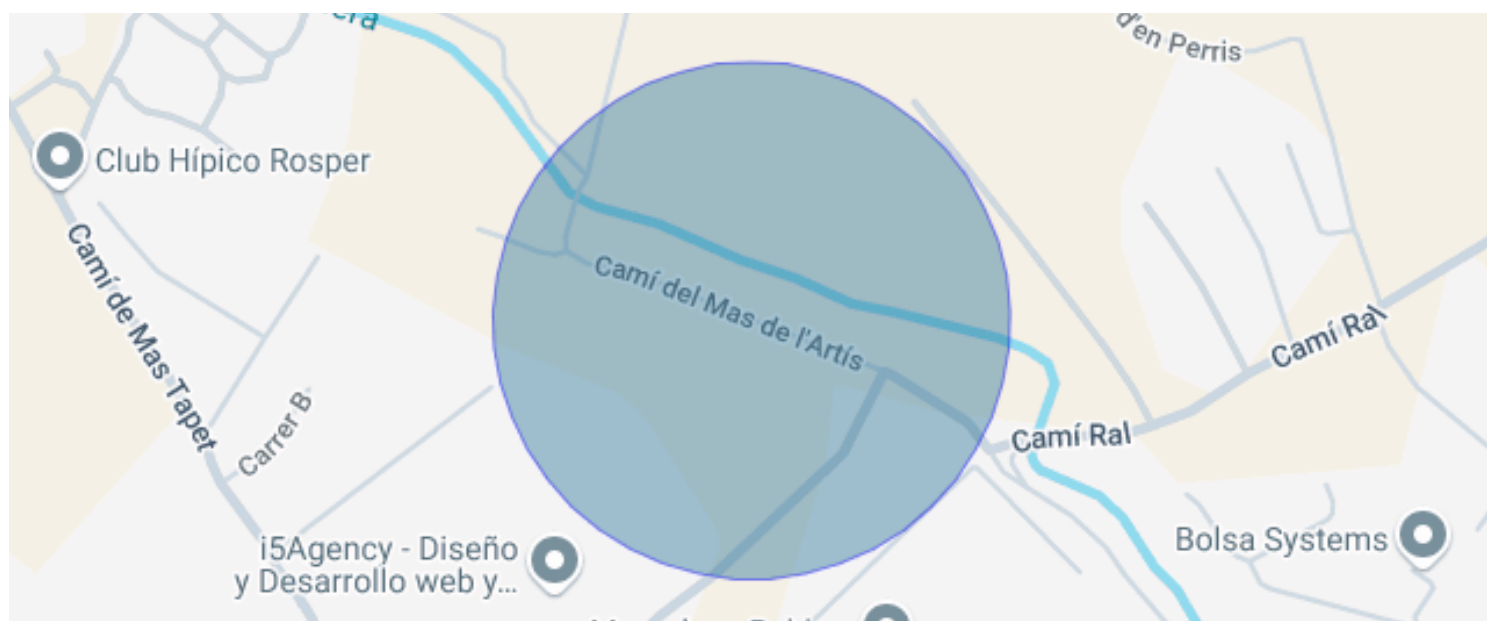 d'en Perris
Club Hípico Rosper
Camí de Mas Tapet
Camí del Mas de l'Artís
Camí Ral
Camí Ral
Carrer B
i5Agency - Diseño
y Desarrollo web y...
Bolsa Systems